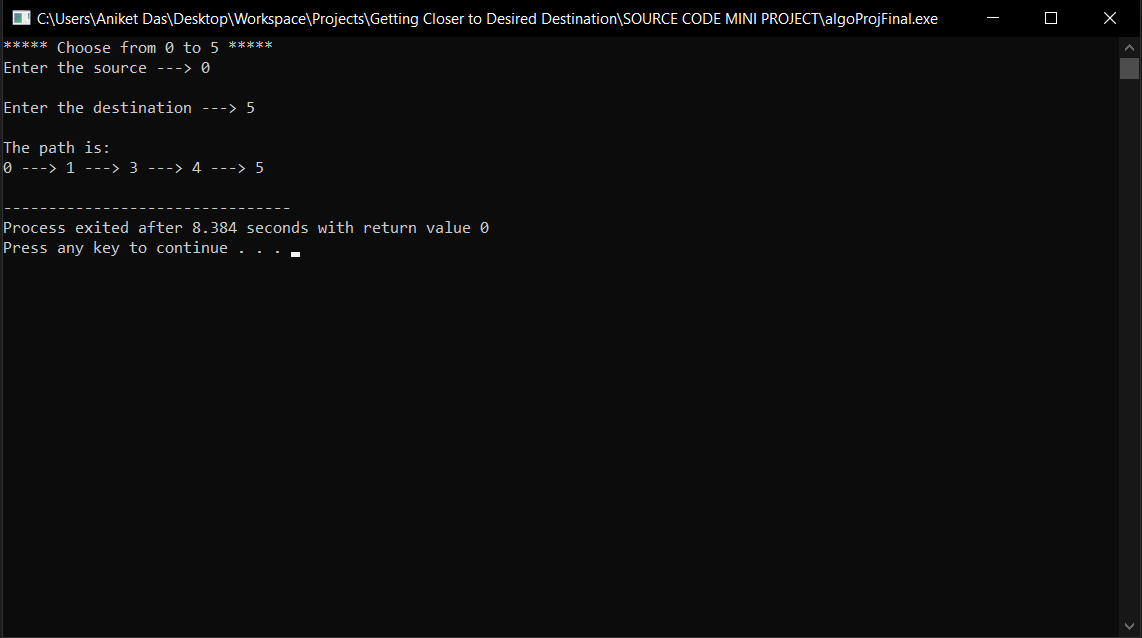 C:\Users\Aniket Das\Desktop\Workspace\Projects\Getting Closer to Desired Destination\SOURCE CODE MINI PROJECT\algoProjFinal.exe
***** Choose from 0 to 5 *****
Enter the source ---> 0
Enter the destination ---> 5
The path is:
0 ---> 1 ---> 3 ---> 4 ---> 5
--------------------------------
Process exited after 8.384 seconds with return value 0
Press any key to continue . . .